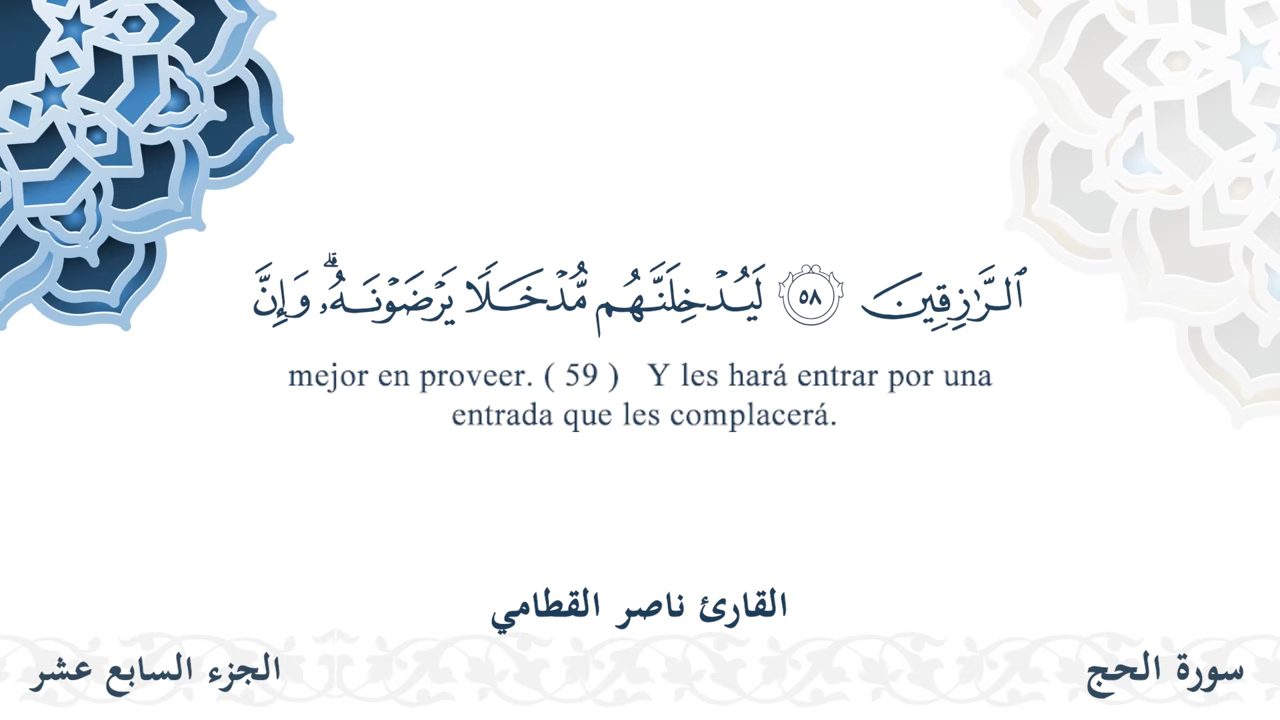 ٱلرَّٰزِقِينَ ٥٨ لَيُدْخِلَنَّهُم مُّدْخَلًا يَرْضَوْنَهُۥ ۗ وَإِنَّ
mejor en proveer. ( 59 ) Y les hará entrar por una
entrada que les complacerá.
القارئ ناصر القطامي
سورة الحج
الجزء السابع عشر